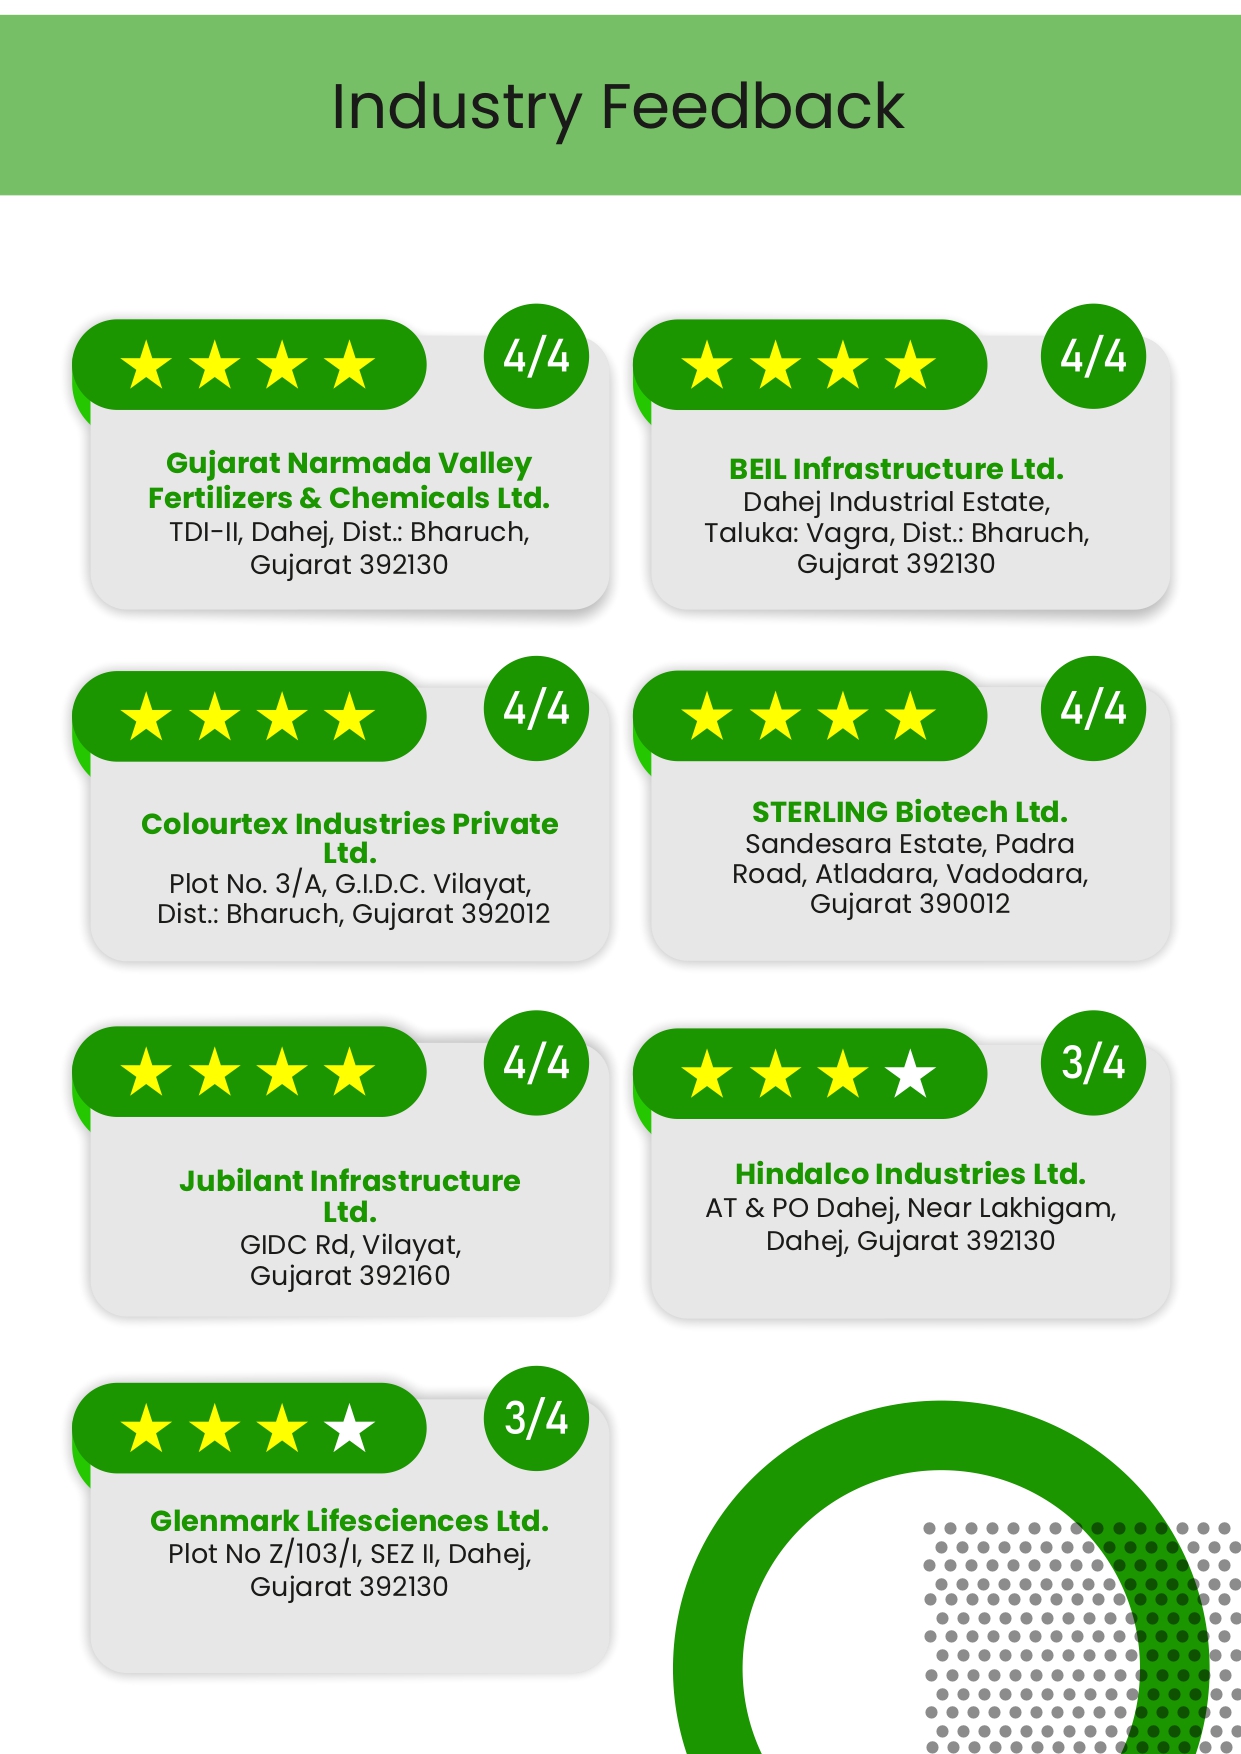 Industry Feedback
4/4
Gujarat Narmada Valley
Fertilizers & Chemicals Ltd.
TDI-II, Dahej, Dist.: Bharuch,
Gujarat 392130
4/4
BEIL Infrastructure Ltd.
Dahej Industrial Estate,
Taluka: Vagra, Dist.: Bharuch,
Gujarat 392130
4/4
Colourtex Industries Private
Ltd.
Plot No. 3/A, G.I.D.C. Vilayat,
Dist.: Bharuch, Gujarat 392012
4/4
STERLING Biotech Ltd.
Sandesara Estate, Padra
Road, Atladara, Vadodara,
Gujarat 390012
4/4
Jubilant Infrastructure
Ltd.
GIDC Rd, Vilayat,
Gujarat 392160
3/4
Hindalco Industries Ltd.
AT & PO Dahej, Near Lakhigam,
Dahej, Gujarat 392130
3/4
Glenmark Lifesciences Ltd.
Plot No Z/103/I, SEZ II, Dahej,
Gujarat 392130